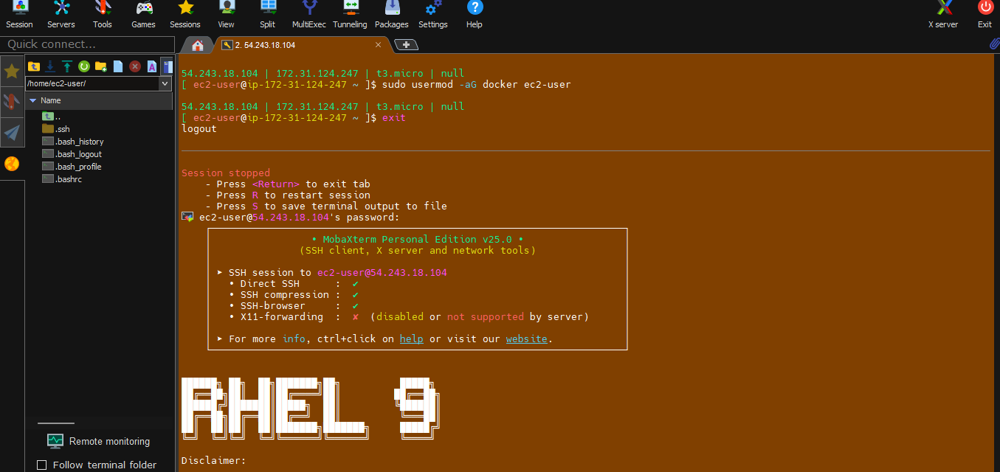 Session Servers Tools Games Sessions View Split MultiExec Tunneling Packages Settings Help X server Exit
Quick connect...
2. 54.243.18.104
/home/ec2-user/
Name
..
.ssh
.bash_history
.bash_logout
.bash_profile
.bashrc
Remote monitoring
Follow terminal folder
54.243.18.104 | 172.31.124.247 | t3.micro | null
[ ec2-user@ip-172-31-124-247 ~ ]$ sudo usermod -aG docker ec2-user
54.243.18.104 | 172.31.124.247 | t3.micro | null
[ ec2-user@ip-172-31-124-247 ~ ]$ exit
logout
Session stopped
- Press <Return> to exit tab
- Press R to restart session
- Press S to save terminal output to file
ec2-user@54.243.18.104's password:
• MobaXterm Personal Edition v25.0 •
(SSH client, X server and network tools)
➤ SSH session to ec2-user@54.243.18.104
• Direct SSH : ✔
• SSH compression : ✔
• SSH-browser : ✔
• X11-forwarding : ✘ (disabled or not supported by server)
➤ For more info, ctrl+click on help or visit our website.
RHEL 9
Disclaimer: